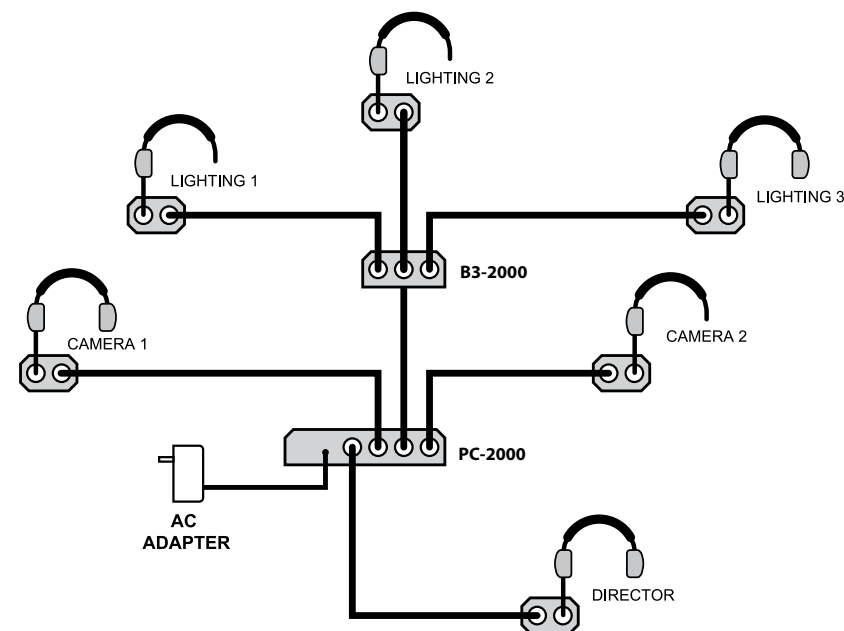 LIGHTING 2
LIGHTING 1
LIGHTING 3
B3-2000
CAMERA 1
CAMERA 2
PC-2000
AC
ADAPTER
DIRECTOR